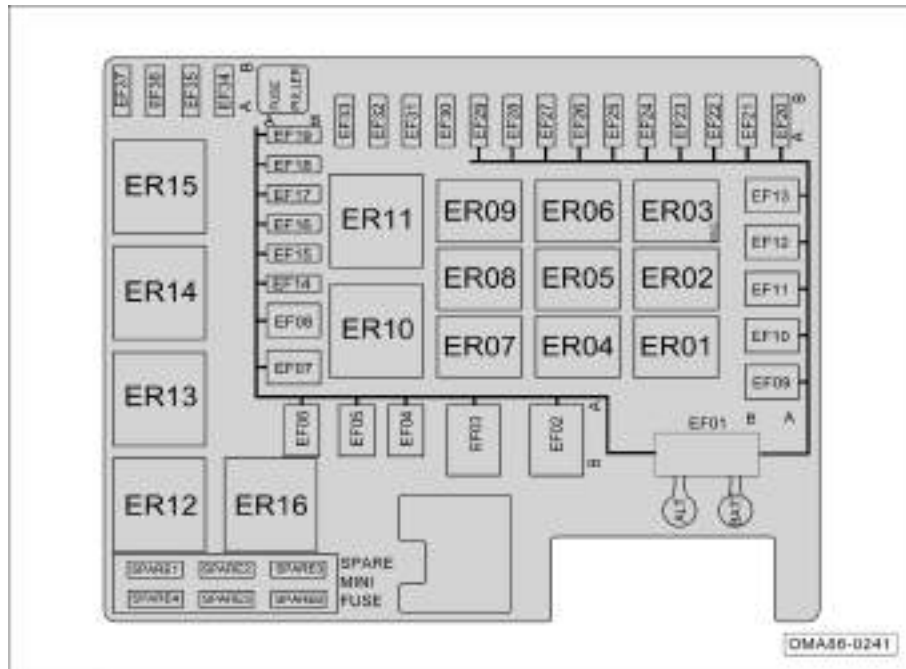 EF37 EF36 EF35 EF34 B A
FUSE PULLER
EF33 EF32 EF31 EF30 EF29 EF28 EF27 EF26 EF25 EF24 EF23 EF22 EF21 EF20 B A
EF19
EF18
EF17
EF16
EF15
EF14
EF08
EF07
ER15
ER14
ER13
ER12
ER16
ER11
ER10
ER09 ER06 ER03
ER08 ER05 ER02
ER07 ER04 ER01
EF13
EF12
EF11
EF10
EF09
EF06 EF05 EF04 EF03 EF02 A B
EF01 B A
ALT BAT
SPARE1 SPARE2 SPARE3 SPARE
MINI
SPARE4 SPARE5 SPARE6 FUSE
DMA86-0241